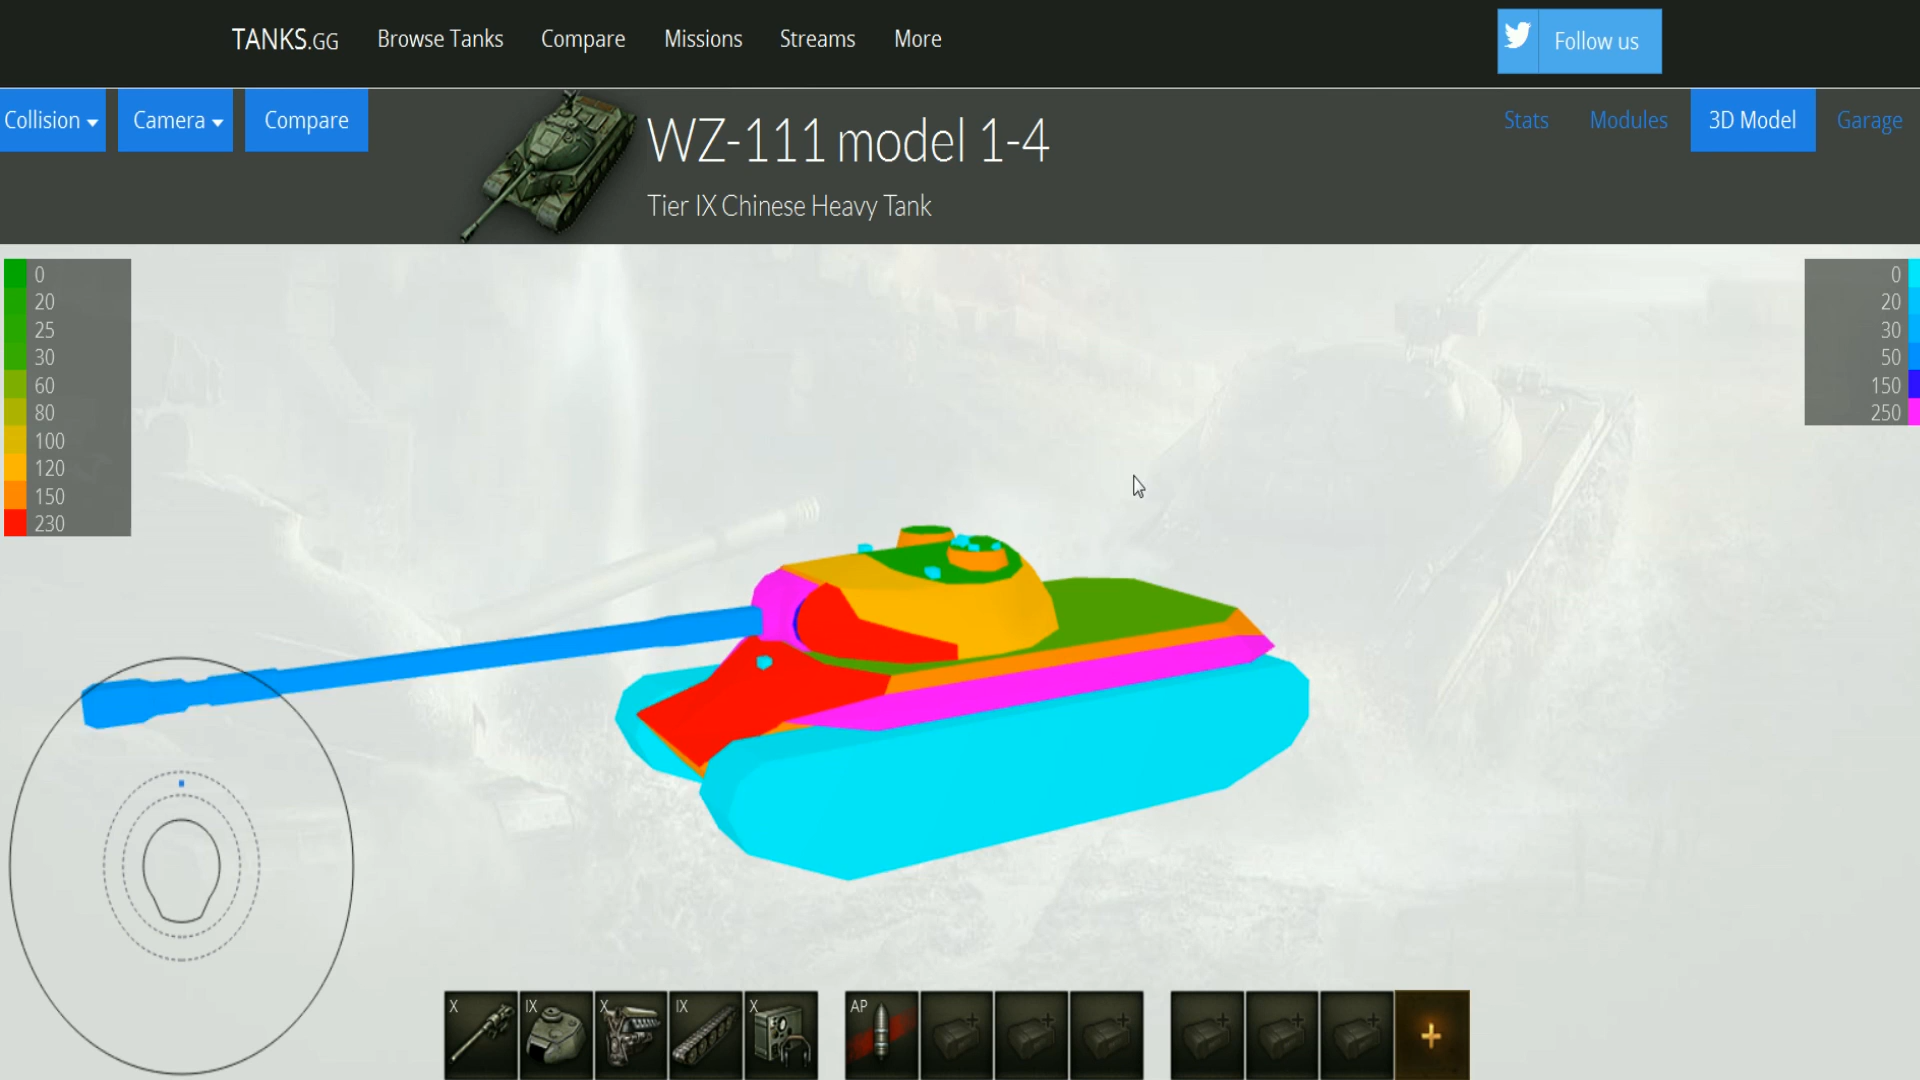 TANKS.GG Browse Tanks Compare Missions Streams More Follow us
Collision Camera Compare
WZ-111 model 1-4
Tier IX Chinese Heavy Tank
Stats Modules 3D Model Garage
0
20
25
30
60
80
100
120
150
230
0
20
30
50
150
250
X IX X IX X AP